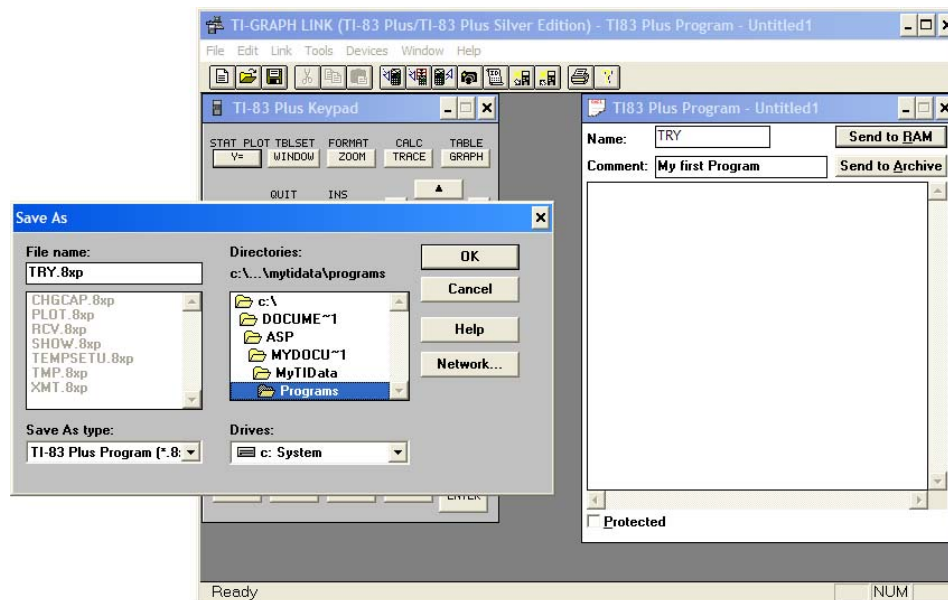 TI-GRAPH LINK (TI-83 Plus/TI-83 Plus Silver Edition) - TI83 Plus Program - Untitled1
File Edit Link Tools Devices Window Help
TI-83 Plus Keypad
STAT PLOT TBLSET FORMAT CALC TABLE
Y= WINDOW ZOOM TRACE GRAPH
QUIT INS
ENTER
TI83 Plus Program - Untitled1
Name: TRY Send to RAM
Comment: My first Program Send to Archive
Protected
Save As
File name:
TRY.8xp
CHGCAP.8xp
PLOT.8xp
RCV.8xp
SHOW.8xp
TEMPSETU.8xp
TMP.8xp
XMT.8xp
Save As type:
TI-83 Plus Program (*.8
Directories:
c:\...\mytidata\programs
c:\
DOCUME~1
ASP
MYDOCU~1
MyTIData
Programs
Drives:
c: System
OK
Cancel
Help
Network...
Ready NUM